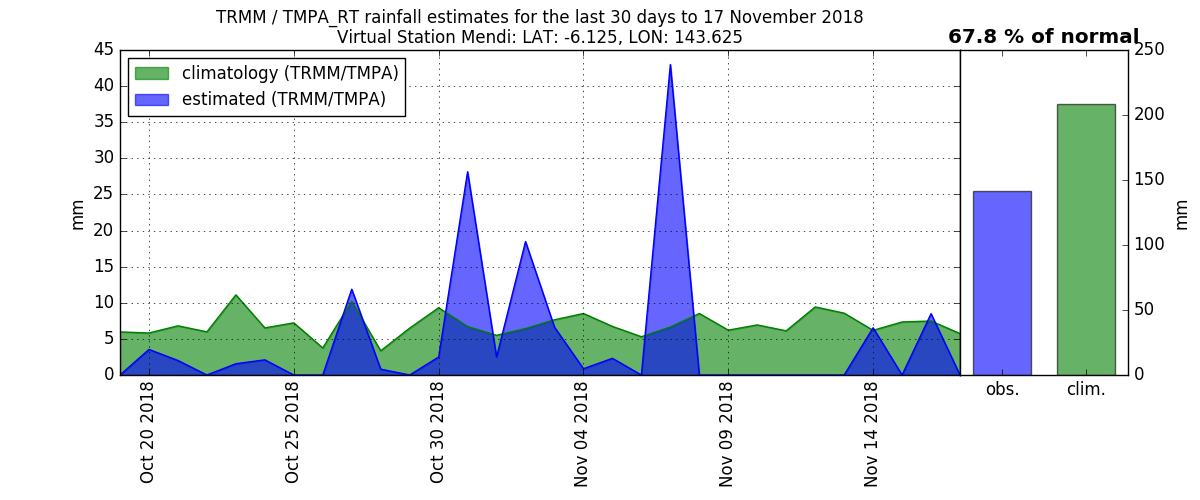 TRMM / TMPA_RT rainfall estimates for the last 30 days to 17 November 2018
Virtual Station Mendi: LAT: -6.125, LON: 143.625
67.8 % of normal
climatology (TRMM/TMPA)
estimated (TRMM/TMPA)
mm
45
40
35
30
25
20
15
10
5
0
Oct 20 2018
Oct 25 2018
Oct 30 2018
Nov 04 2018
Nov 09 2018
Nov 14 2018
obs.
clim.
250
200
150
100
50
0
mm